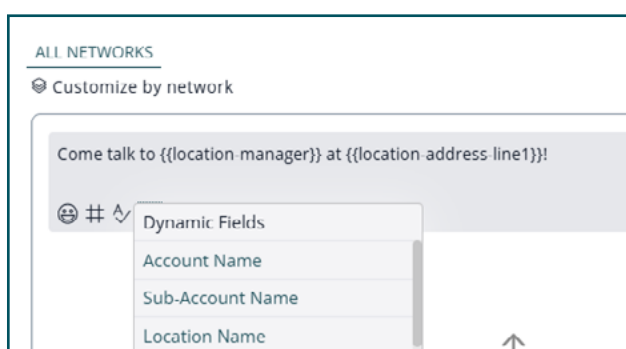 ALL NETWORKS
Customize by network
Come talk to {{location-manager}} at {{location-address-line1}}!
Dynamic Fields
Account Name
Sub-Account Name
Location Name